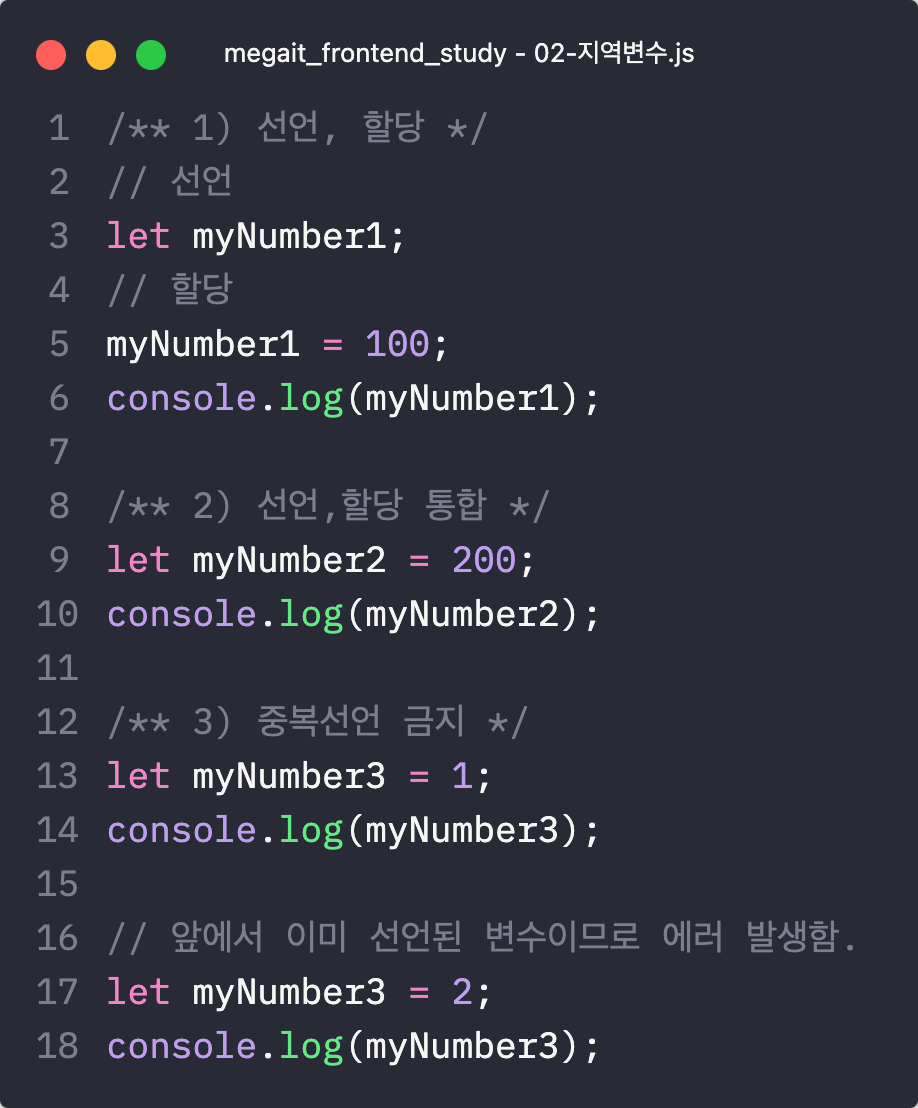 megait_frontend_study - 02-지역변수.js
1 /** 1) 선언, 할당 */
2 // 선언
3 let myNumber1;
4 // 할당
5 myNumber1 = 100;
6 console.log(myNumber1);
7
8 /** 2) 선언,할당 통합 */
9 let myNumber2 = 200;
10 console.log(myNumber2);
11
12 /** 3) 중복선언 금지 */
13 let myNumber3 = 1;
14 console.log(myNumber3);
15
16 // 앞에서 이미 선언된 변수이므로 에러 발생함.
17 let myNumber3 = 2;
18 console.log(myNumber3);